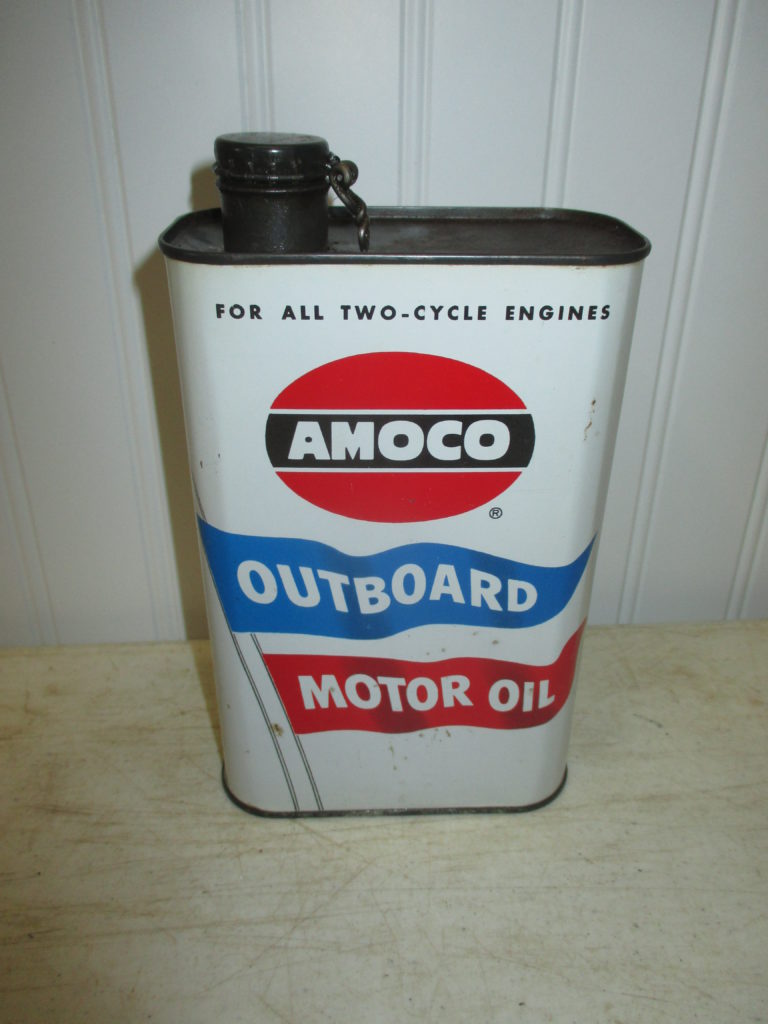 FOR ALL TWO-CYCLE ENGINES
AMOCO
®
OUTBOARD
MOTOR OIL